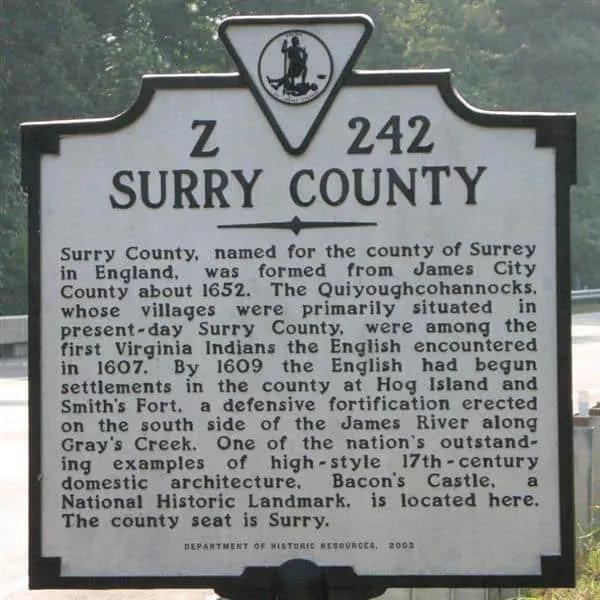 Z 242
SURRY COUNTY
Surry County, named for the county of Surrey
in England, was formed from James City
County about 1652. The Quiyoughcohannocks,
whose villages were primarily situated in
present-day Surry County, were among the
first Virginia Indians the English encountered
in 1607. By 1609 the English had begun
settlements in the county at Hog Island and
Smith's Fort, a defensive fortification erected
on the south side of the James River along
Gray's Creek. One of the nation's outstand-
ing examples of high-style 17th-century
domestic architecture, Bacon's Castle, a
National Historic Landmark, is located here.
The county seat is Surry.
DEPARTMENT OF HISTORIC RESOURCES, 2003